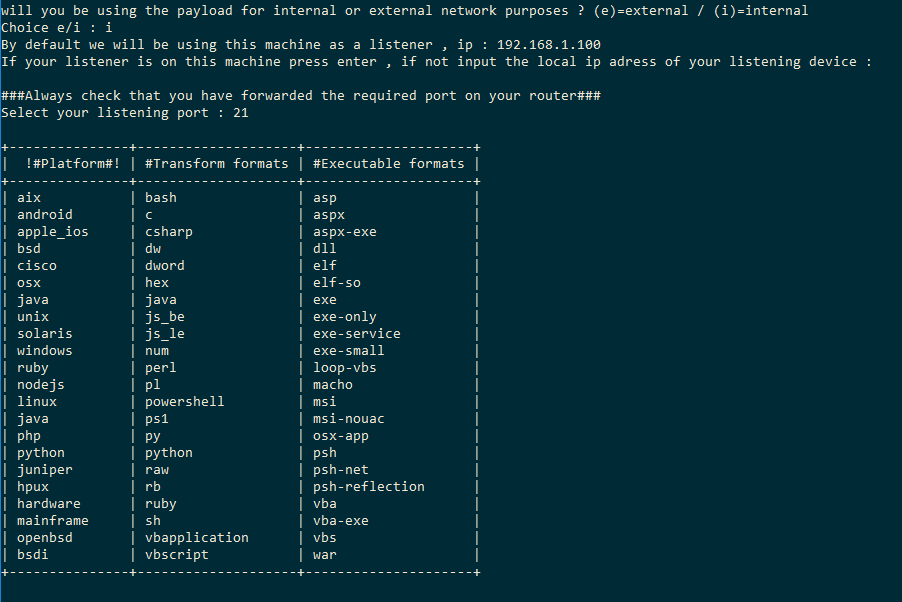 will you be using the payload for internal or external network purposes ? (e)=external / (i)=internal
Choice e/i : i
By default we will be using this machine as a listener , ip : 192.168.1.100
If your listener is on this machine press enter , if not input the local ip adress of your listening device :
###Always check that you have forwarded the required port on your router###
Select your listening port : 21
+---------------+--------------------+---------------------+
|  !#Platform#! | #Transform formats | #Executable formats |
+---------------+--------------------+---------------------+
| aix           | bash               | asp                 |
| android       | c                  | aspx                |
| apple_ios     | csharp             | aspx-exe            |
| bsd           | dw                 | dll                 |
| cisco         | dword              | elf                 |
| osx           | hex                | elf-so              |
| java          | java               | exe                 |
| unix          | js_be              | exe-only            |
| solaris       | js_le              | exe-service         |
| windows       | num                | exe-small           |
| ruby          | perl               | loop-vbs            |
| nodejs        | pl                 | macho               |
| linux         | powershell         | msi                 |
| java          | ps1                | msi-nouac           |
| php           | py                 | osx-app             |
| python        | python             | psh                 |
| juniper       | raw                | psh-net             |
| hpux          | rb                 | psh-reflection      |
| hardware      | ruby               | vba                 |
| mainframe     | sh                 | vba-exe             |
| openbsd       | vbapplication      | vbs                 |
| bsdi          | vbscript           | war                 |
+---------------+--------------------+---------------------+